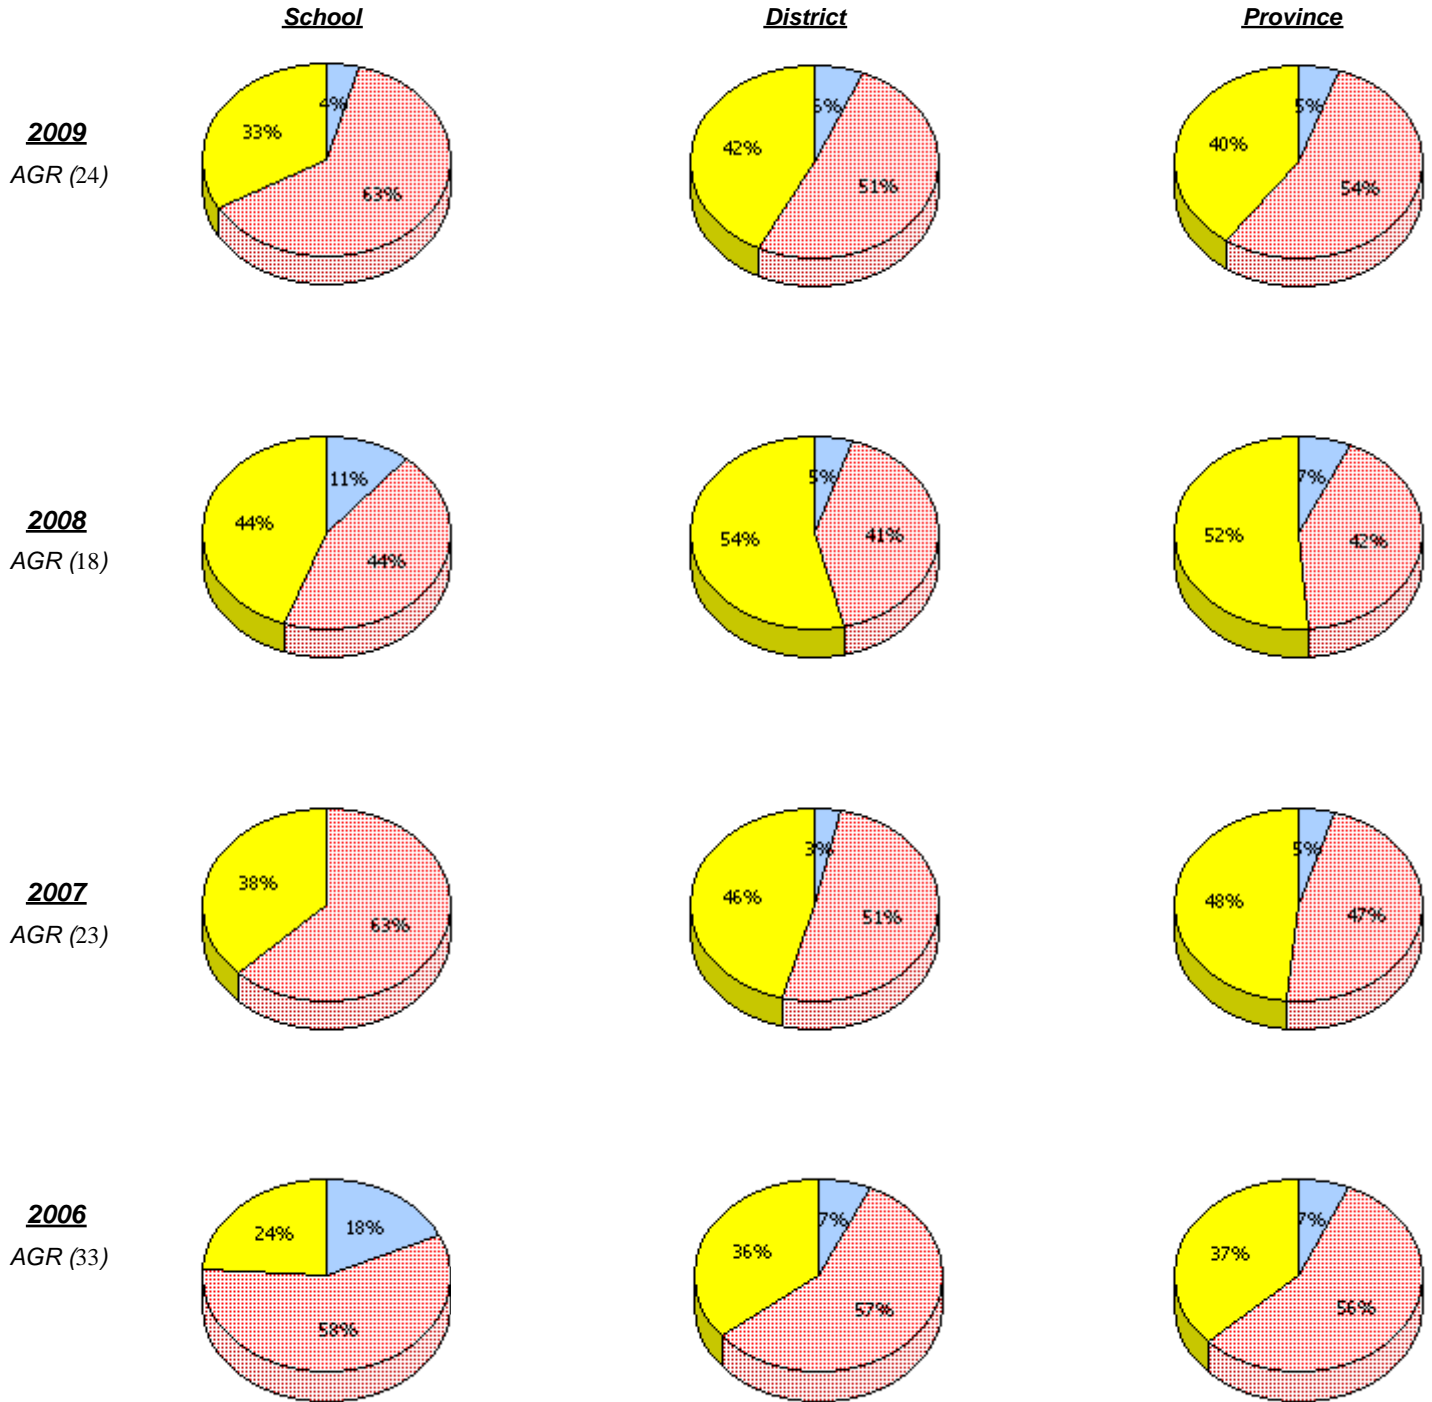 School District Province
2009
AGR (24)
33% 4% 63%
42% 6% 51%
40% 5% 54%
2008
AGR (18)
44% 11% 44%
54% 5% 41%
52% 7% 42%
2007
AGR (23)
38% 63%
46% 3% 51%
48% 5% 47%
2006
AGR (33)
24% 18% 58%
36% 7% 57%
37% 7% 56%